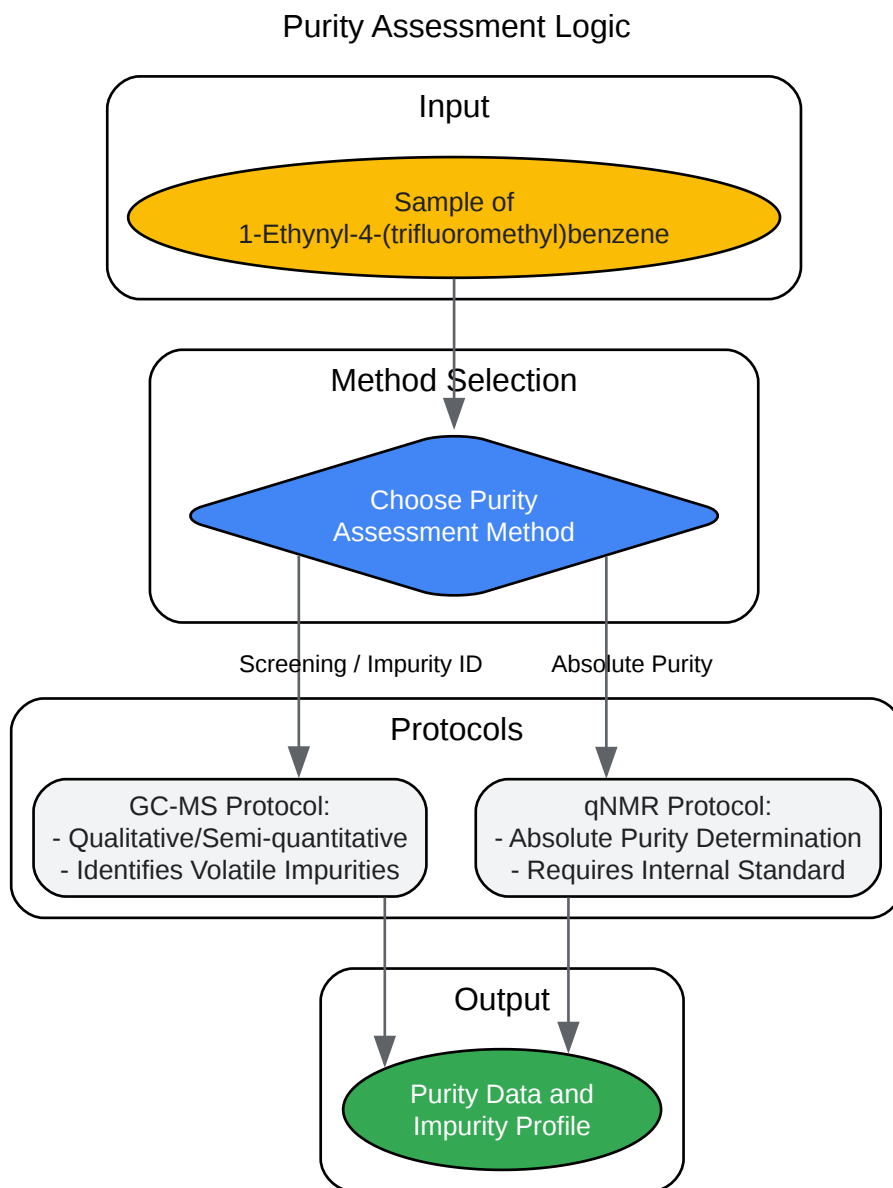 Purity Assessment Logic
Input
Sample of
1-Ethynyl-4-(trifluoromethyl)benzene
Method Selection
Choose Purity
Assessment Method
Screening / Impurity ID
Absolute Purity
Protocols
GC-MS Protocol:
- Qualitative/Semi-quantitative
- Identifies Volatile Impurities
qNMR Protocol:
- Absolute Purity Determination
- Requires Internal Standard
Output
Purity Data and
Impurity Profile